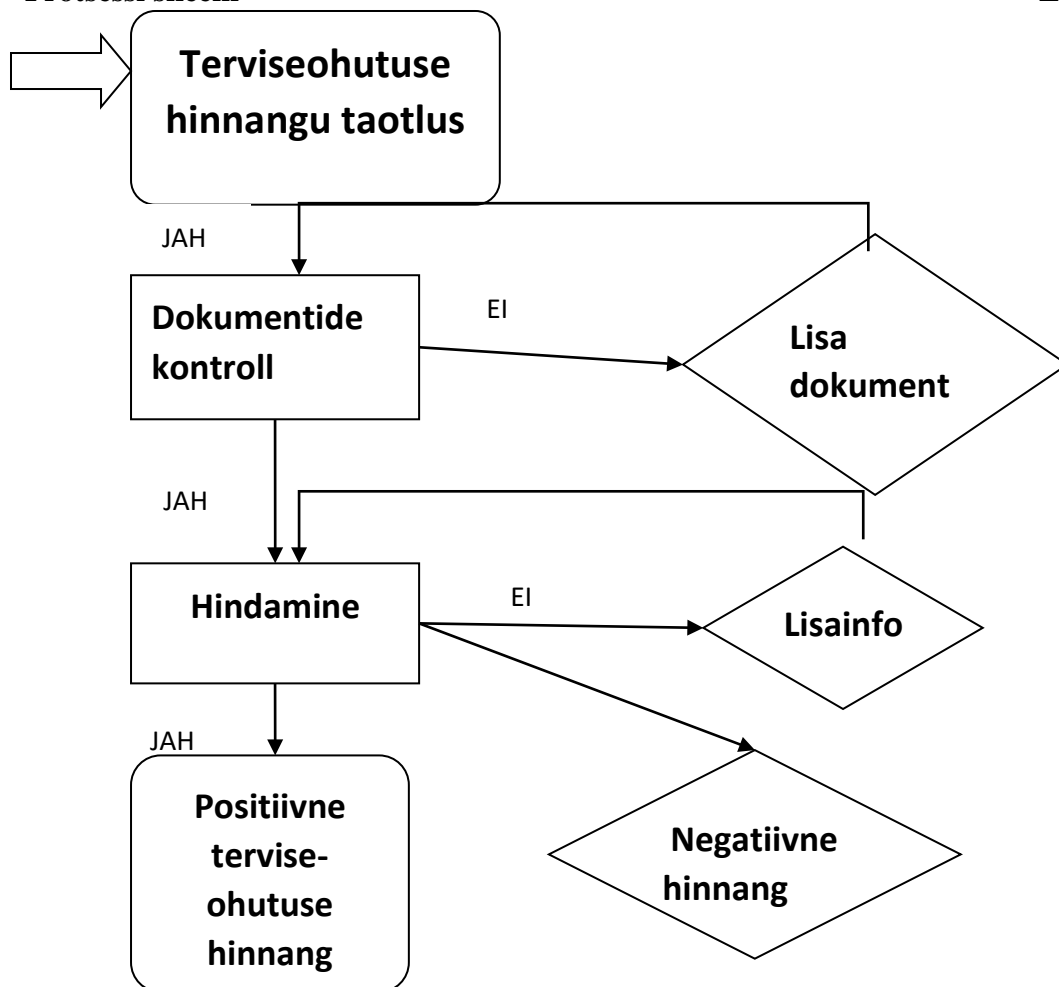 Terviseohutuse
hinnangu taotlus
JAH
Dokumentide
kontroll
EI
Lisa
dokument
JAH
Hindamine
EI
Lisainfo
JAH
Positiivne
tervise-
ohutuse
hinnang
Negatiivne
hinnang